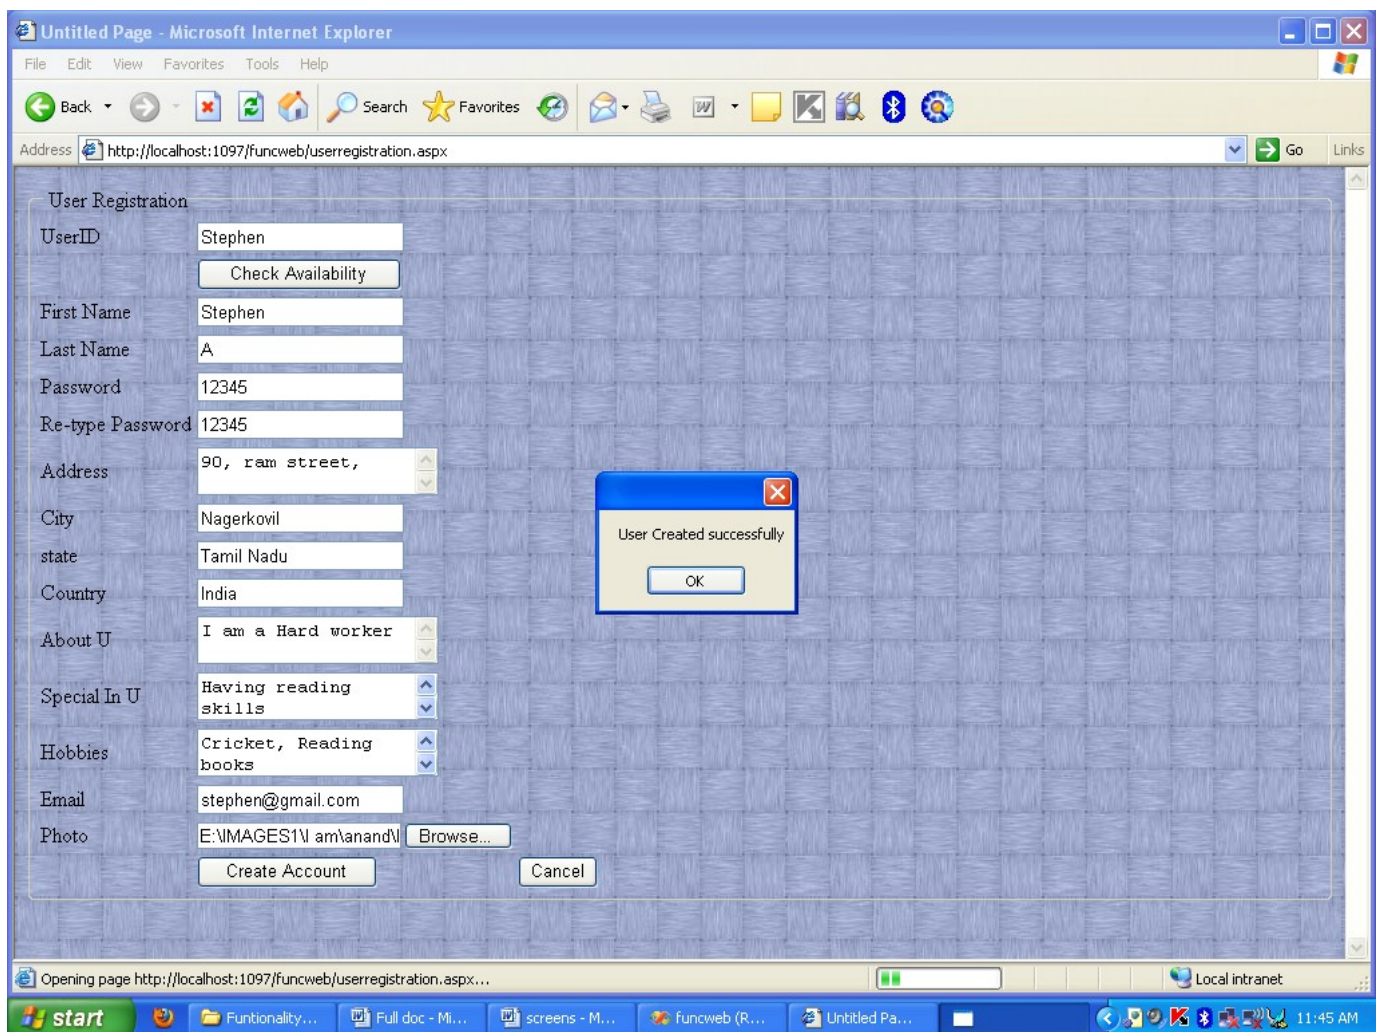 Untitled Page - Microsoft Internet Explorer
File Edit View Favorites Tools Help
Back Search Favorites
Address http://localhost:1097/funcweb/userregistration.aspx Go Links
User Registration
UserID Stephen
Check Availability
First Name Stephen
Last Name A
Password 12345
Re-type Password 12345
Address 90, ram street,
City Nagerkovil
state Tamil Nadu
Country India
About U I am a Hard worker
Special In U Having reading
skills
Hobbies Cricket, Reading
books
Email stephen@gmail.com
Photo E:\IMAGES1\I am\anand\ Browse...
Create Account Cancel
User Created successfully
OK
Opening page http://localhost:1097/funcweb/userregistration.aspx... Local intranet
start Funtionality... Full doc - Mi... screens - M... funcweb (R... Untitled Pa... 11:45 AM